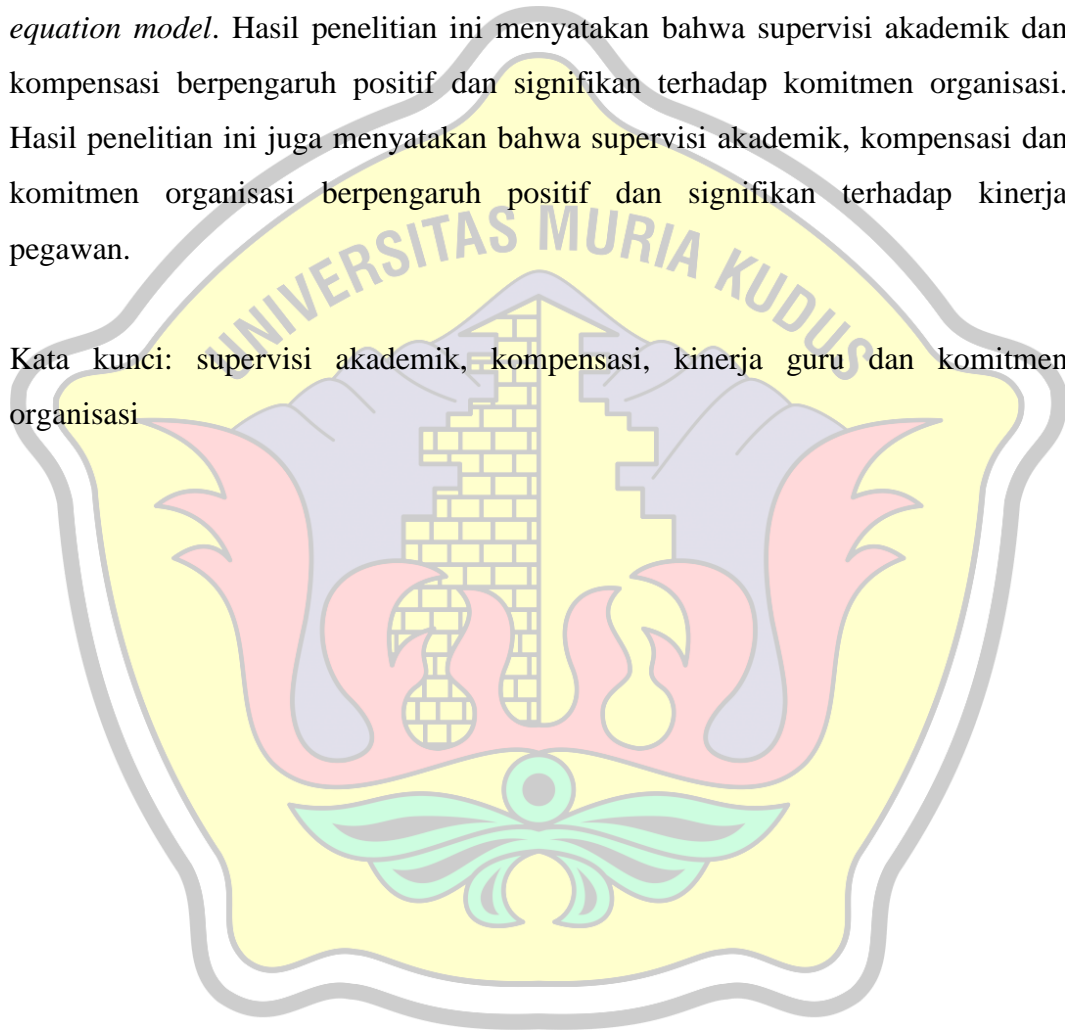 equation model. Hasil penelitian ini menyatakan bahwa supervisi akademik dan
kompensasi berpengaruh positif dan signifikan terhadap komitmen organisasi.
Hasil penelitian ini juga menyatakan bahwa supervisi akademik, kompensasi dan
komitmen organisasi berpengaruh positif dan signifikan terhadap kinerja
pegawan.
UNIVERSITAS MURIA KUDUS
Kata kunci: supervisi akademik, kompensasi, kinerja guru dan komitmen
organisasi